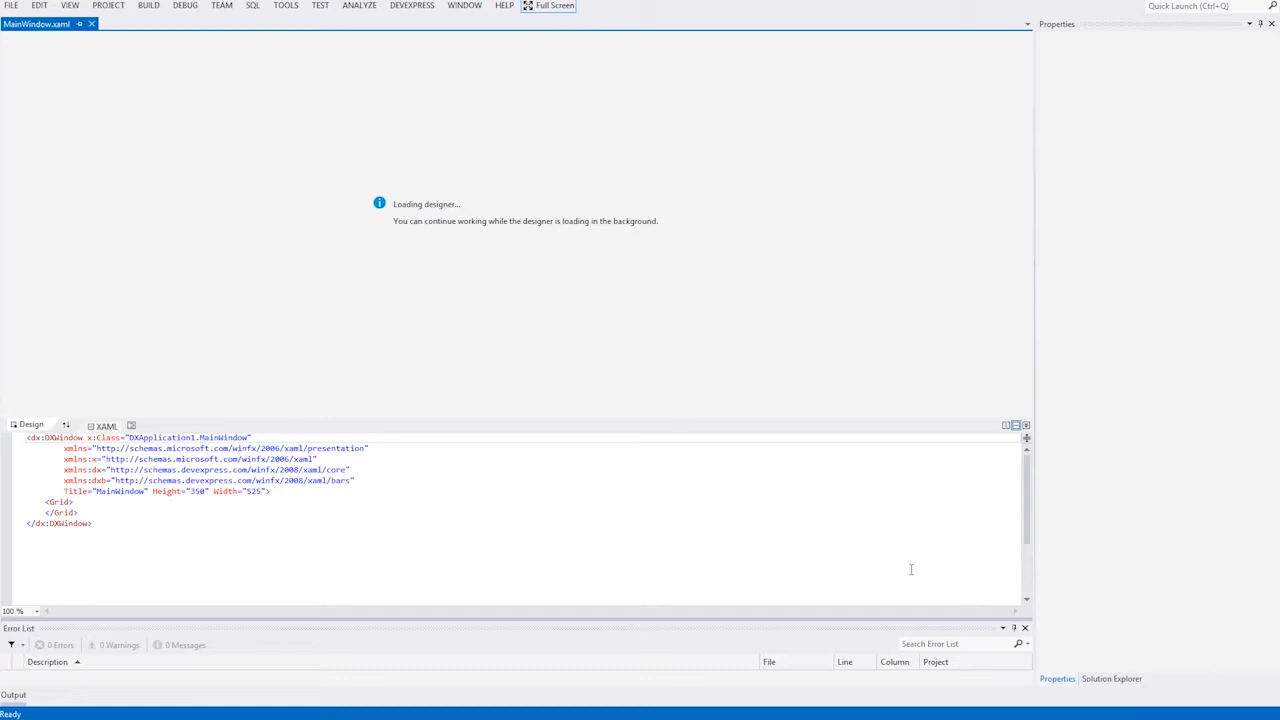 FILE EDIT VIEW PROJECT BUILD DEBUG TEAM SQL TOOLS TEST ANALYZE DEVEXPRESS WINDOW HELP Full Screen Quick Launch (Ctrl+Q)
MainWindow.xaml
Properties
Loading designer...
You can continue working while the designer is loading in the background.
Design XAML
<dx:DXWindow x:Class="DXApplication1.MainWindow"
xmlns="http://schemas.microsoft.com/winfx/2006/xaml/presentation"
xmlns:x="http://schemas.microsoft.com/winfx/2006/xaml"
xmlns:dx="http://schemas.devexpress.com/winfx/2008/xaml/core"
xmlns:dxb="http://schemas.devexpress.com/winfx/2008/xaml/bars"
Title="MainWindow" Height="350" Width="525">
<Grid>
</Grid>
</dx:DXWindow>
100 %
Error List
0 Errors 0 Warnings 0 Messages Search Error List
Description File Line Column Project
Properties Solution Explorer
Output
Ready